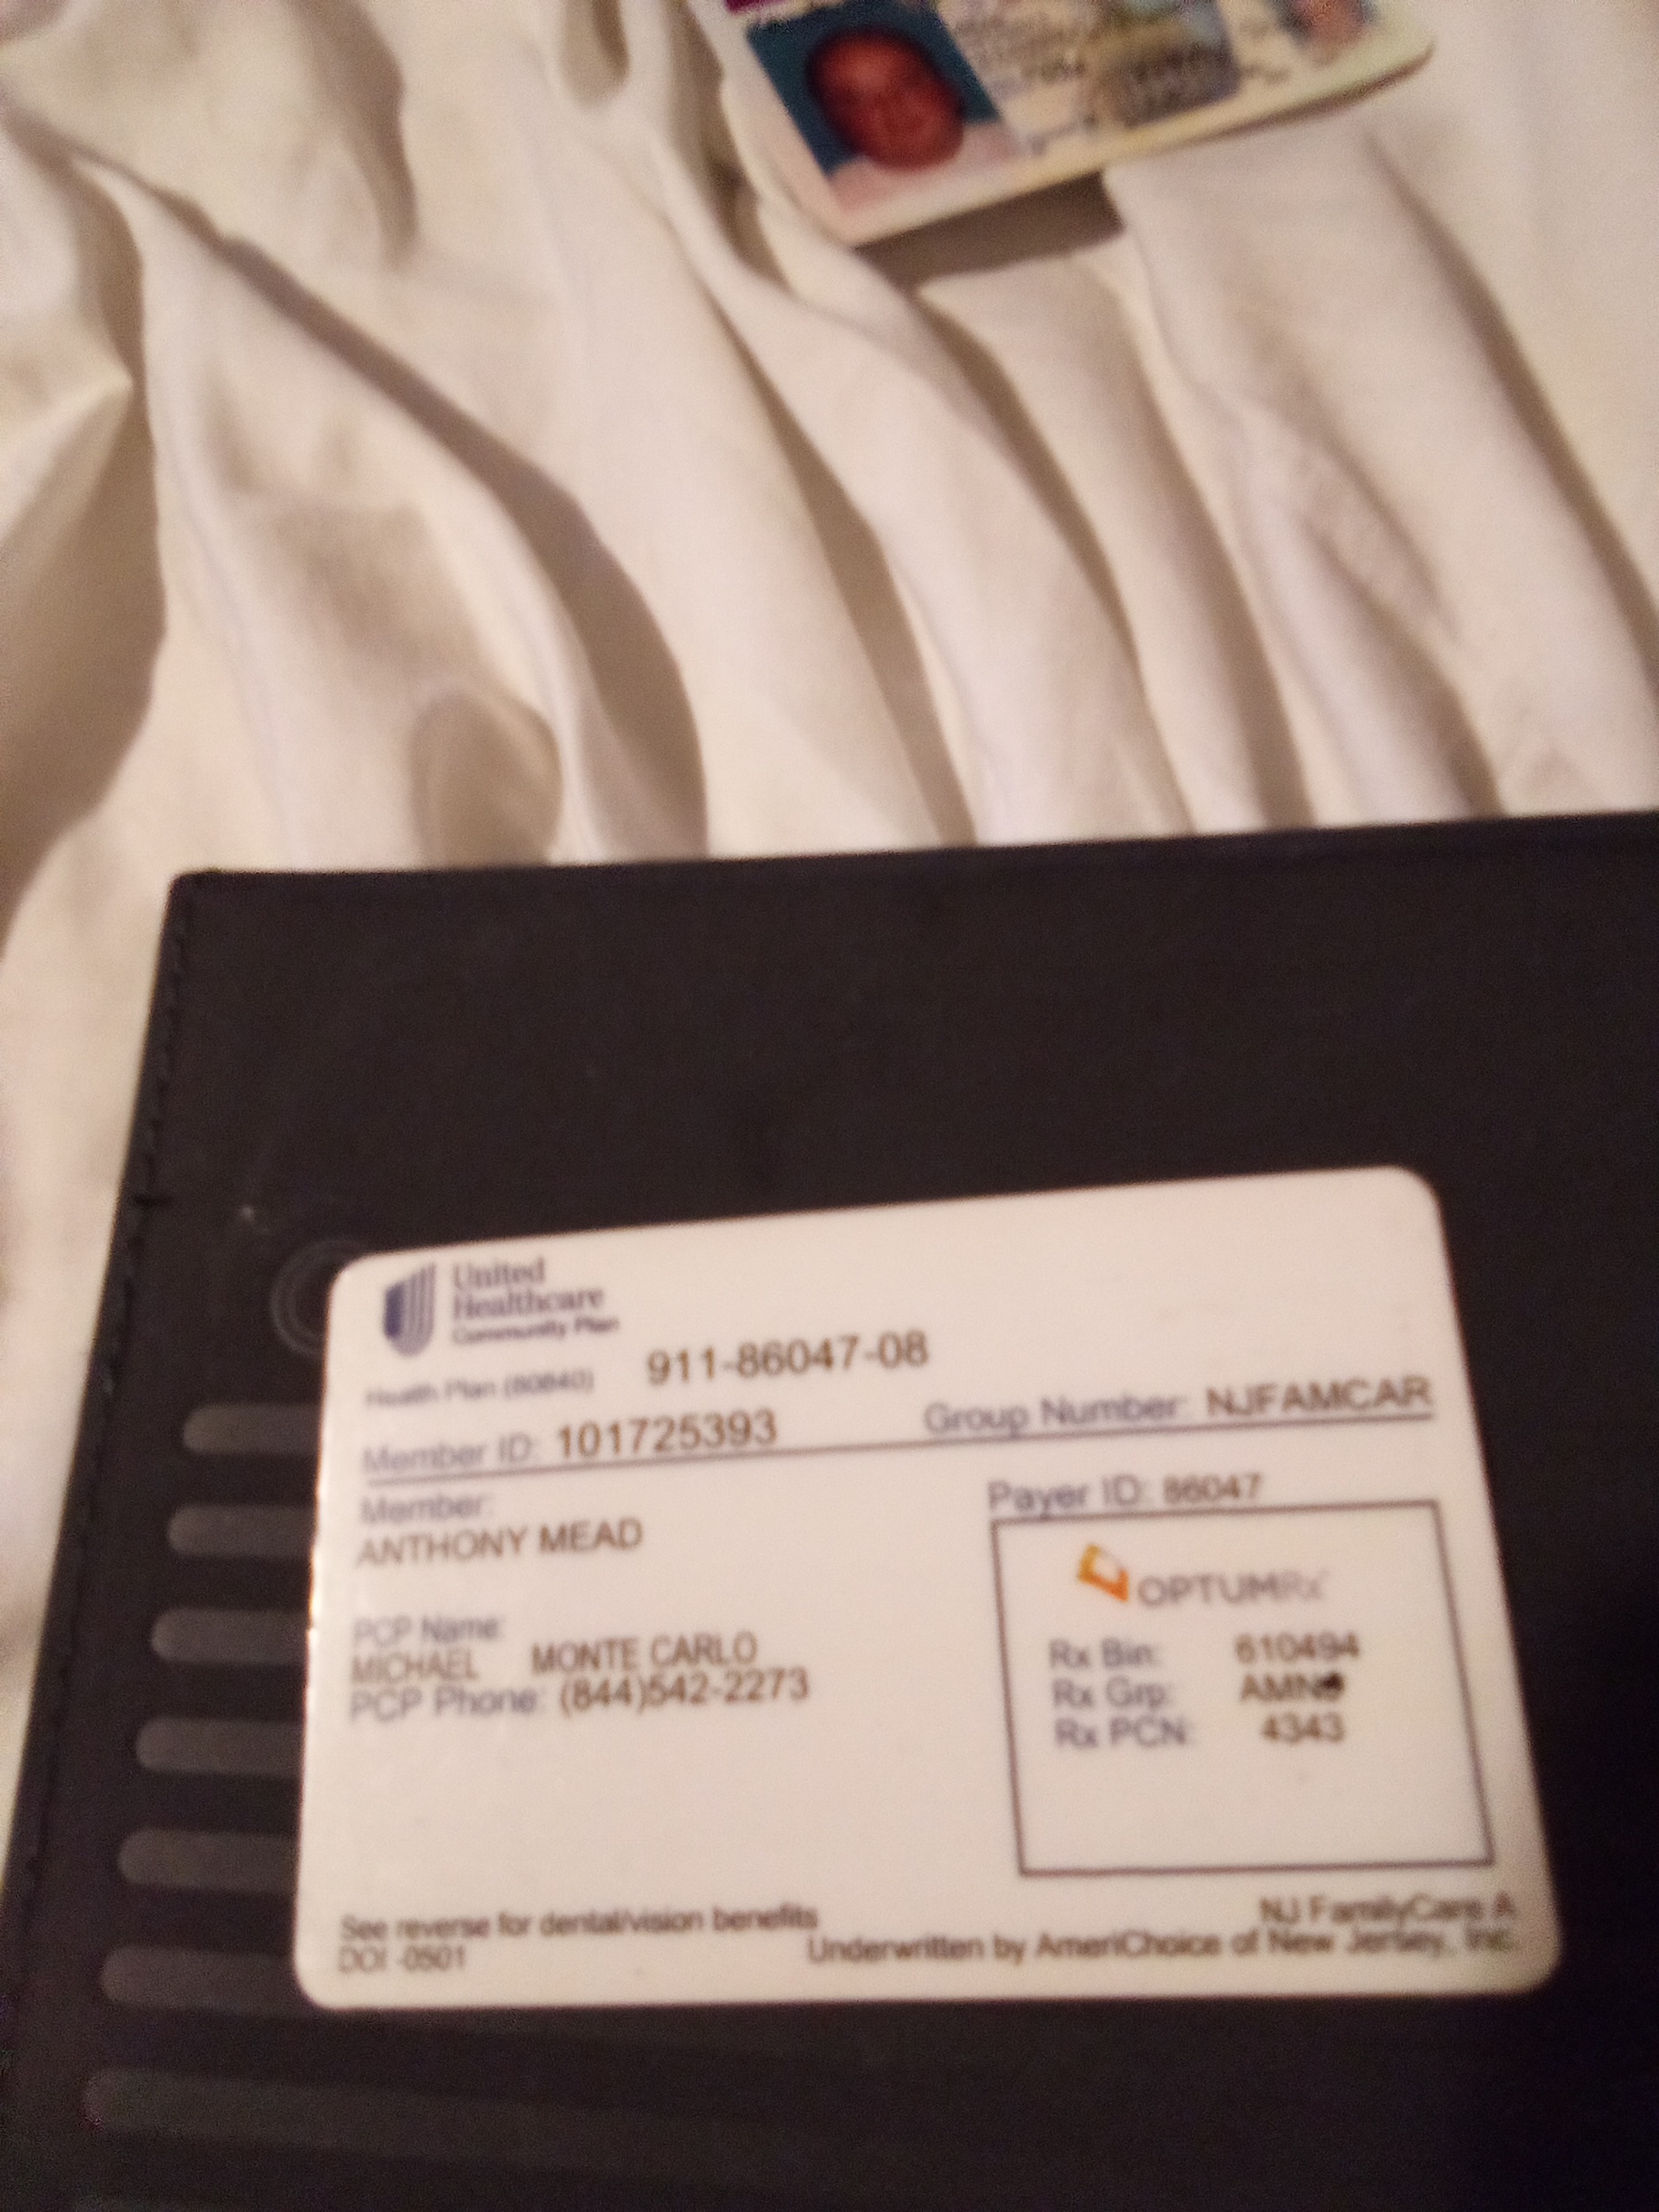 United
Healthcare
Community Plan
Health Plan (80840) 911-86047-08
Member ID: 101725393 Group Number: NJFAMCAR
Member:
ANTHONY MEAD
Payer ID: 86047
PCP Name:
MICHAEL MONTE CARLO
PCP Phone: (844)542-2273
OPTUMRx
Rx Bin: 610494
Rx Grp:
Rx PCN: 4343
See reverse for dental/vision benefits
DOI -0501
NJ FamilyCare A
Underwritten by AmeriChoice of New Jersey, Inc.